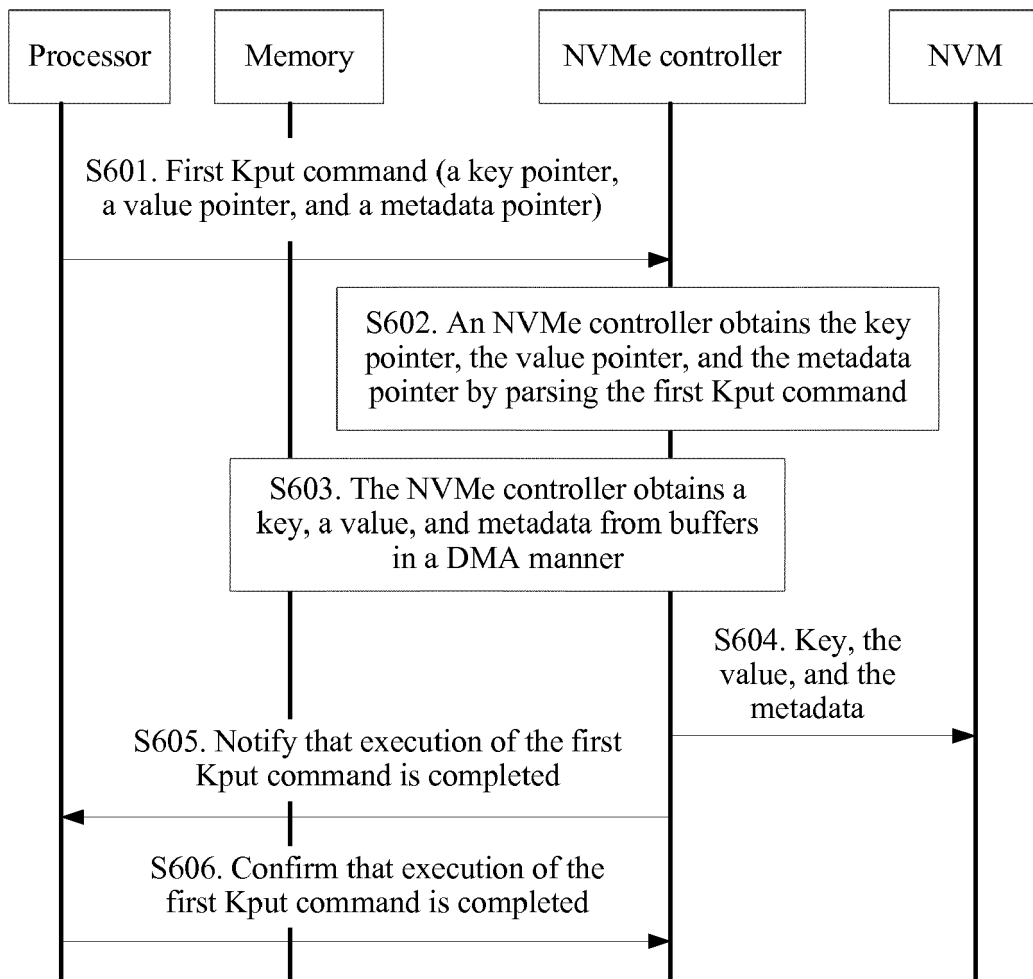 Processor
Memory
NVMe controller
NVM
S601. First Kput command (a key pointer,
a value pointer, and a metadata pointer)
S602. An NVMe controller obtains the key
pointer, the value pointer, and the metadata
pointer by parsing the first Kput command
S603. The NVMe controller obtains a
key, a value, and metadata from buffers
in a DMA manner
S604. Key, the
value, and the
metadata
S605. Notify that execution of the first
Kput command is completed
S606. Confirm that execution of the
first Kput command is completed